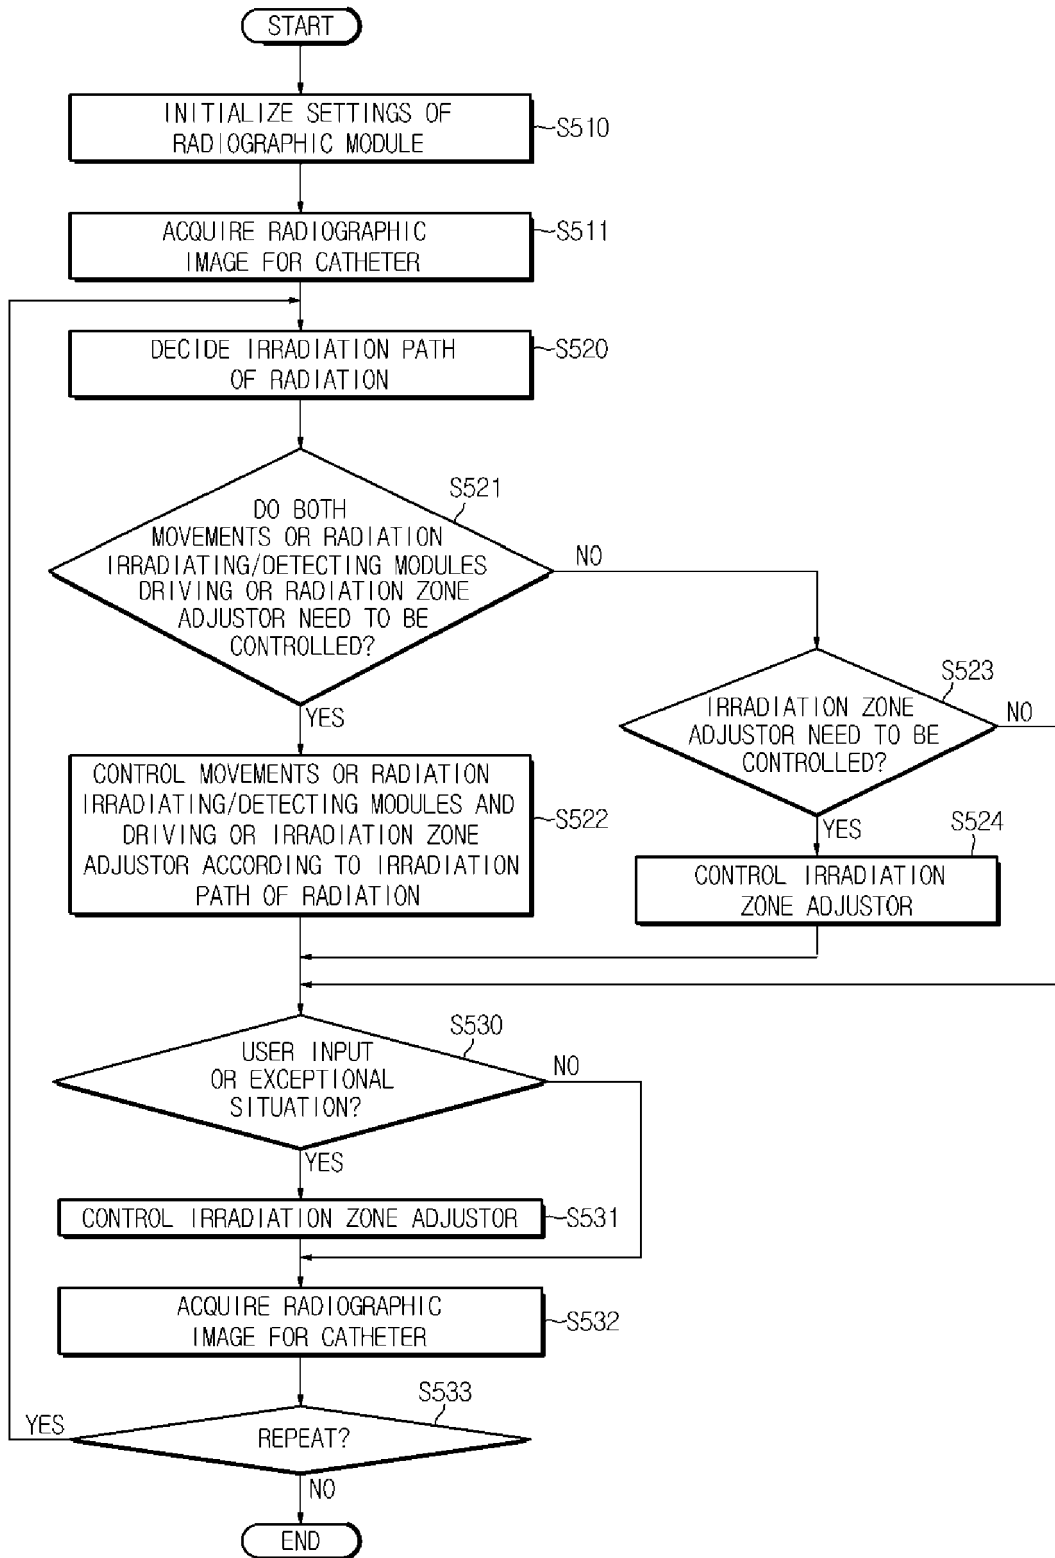 START
INITIALIZE SETTINGS OF
RADIOGRAPHIC MODULE
S510
ACQUIRE RADIOGRAPHIC
IMAGE FOR CATHETER
S511
DECIDE IRRADIATION PATH
OF RADIATION
S520
S521
DO BOTH
MOVEMENTS OR RADIATION
IRRADIATING/DETECTING MODULES
DRIVING OR RADIATION ZONE
ADJUSTOR NEED TO BE
CONTROLLED?
NO
YES
S523
IRRADIATION ZONE
ADJUSTOR NEED TO BE
CONTROLLED?
NO
YES
CONTROL MOVEMENTS OR RADIATION
IRRADIATING/DETECTING MODULES AND
DRIVING OR IRRADIATION ZONE
ADJUSTOR ACCORDING TO IRRADIATION
PATH OF RADIATION
S522
S524
CONTROL IRRADIATION
ZONE ADJUSTOR
S530
USER INPUT
OR EXCEPTIONAL
SITUATION?
NO
YES
CONTROL IRRADIATION ZONE ADJUSTOR
S531
ACQUIRE RADIOGRAPHIC
IMAGE FOR CATHETER
S532
S533
YES
REPEAT?
NO
END